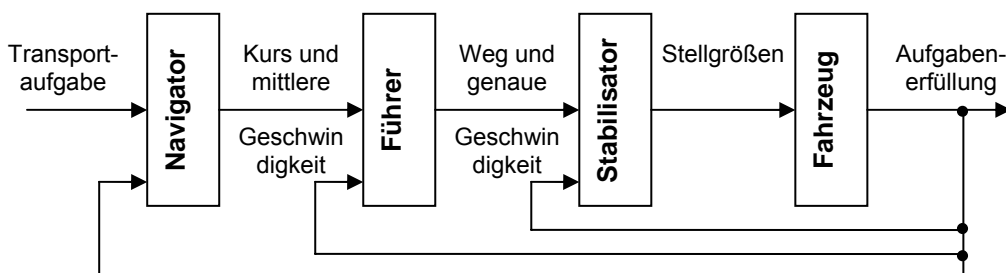 Transport-
aufgabe
Navigator
Kurs und
mittlere
Geschwin
digkeit
Führer
Weg und
genaue
Geschwin
digkeit
Stabilisator
Stellgrößen
Fahrzeug
Aufgaben-
erfüllung